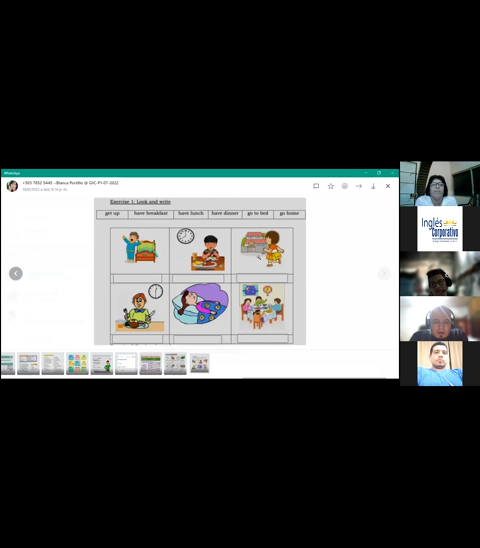 WhatsApp
+503 7852 5445 - Blanca Portillo @ GIC-P1-07-2022
Exercise 1: Look and write
get up have breakfast have lunch have dinner go to bed go home
Inglés
Corporativo